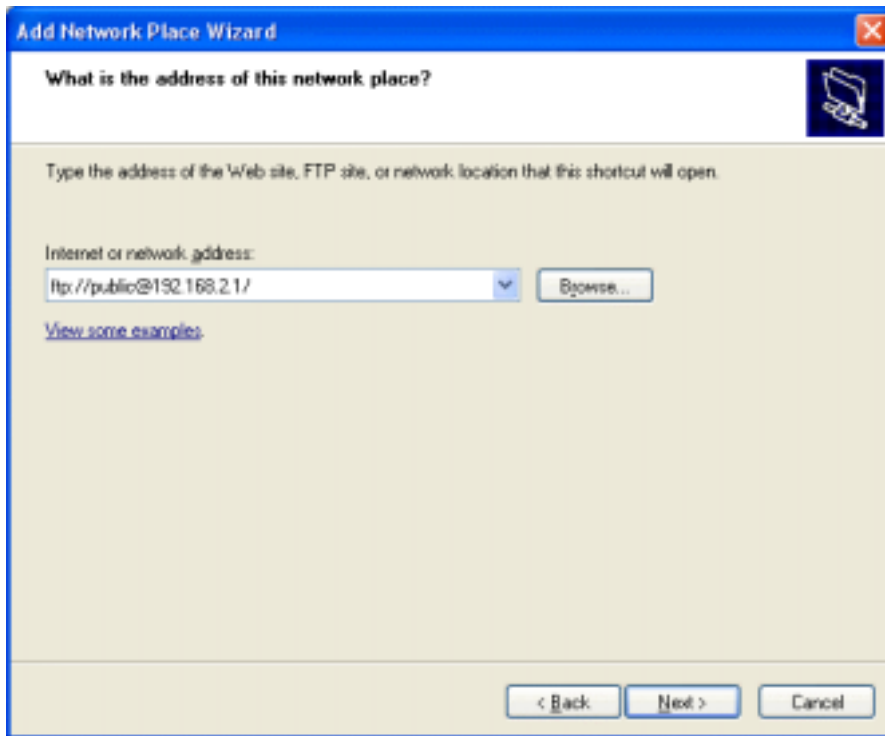 Add Network Place Wizard
What is the address of this network place?
Type the address of the Web site, FTP site, or network location that this shortcut will open.
Internet or network address:
ftp://public@192.168.2.1/
Browse...
View some examples.
< Back
Next >
Cancel